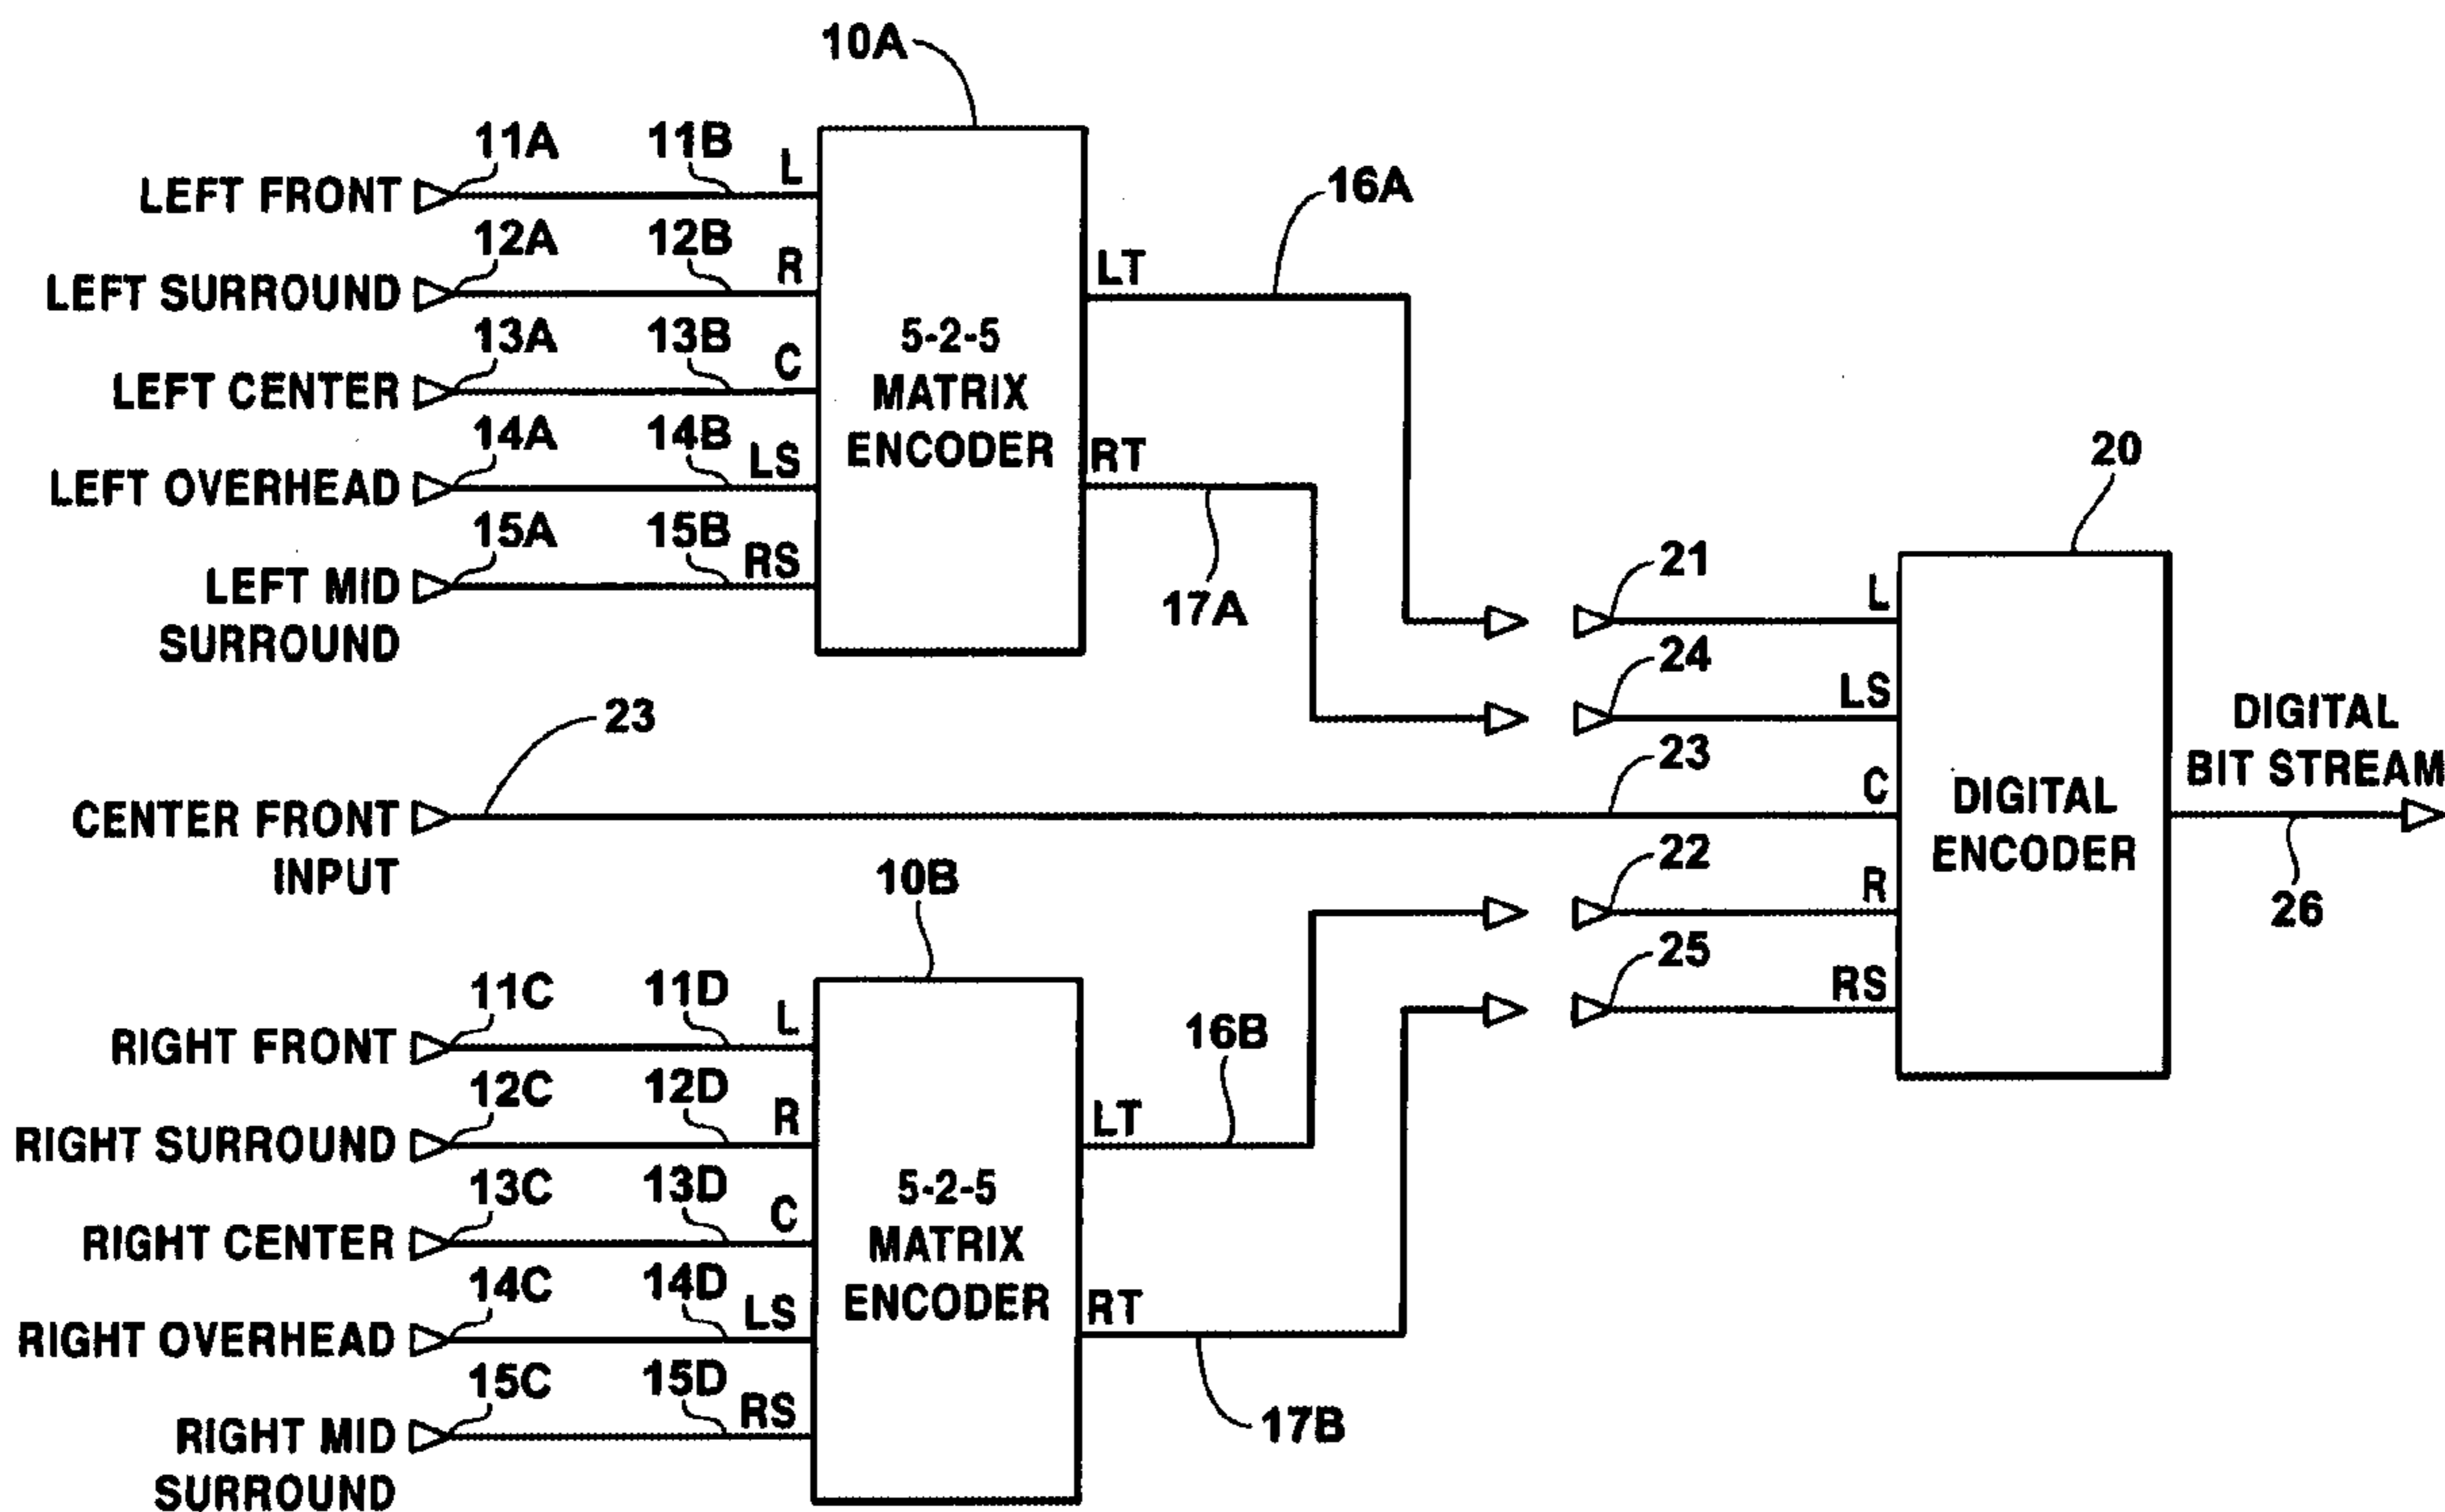 10A
11A 11B L
LEFT FRONT
16A
12A 12B R
LEFT SURROUND
LT
13A 13B C
LEFT CENTER
5-2-5
MATRIX
ENCODER
14A 14B LS
LEFT OVERHEAD
RT
20
15A 15B RS
LEFT MID
SURROUND
17A
21 L
24 LS
23
23 C
CENTER FRONT
INPUT
DIGITAL
ENCODER
DIGITAL
BIT STREAM
26
22 R
25 RS
10B
11C 11D L
RIGHT FRONT
16B
12C 12D R
RIGHT SURROUND
LT
13C 13D C
RIGHT CENTER
5-2-5
MATRIX
ENCODER
14C 14D LS
RIGHT OVERHEAD
RT
15C 15D RS
RIGHT MID
SURROUND
17B